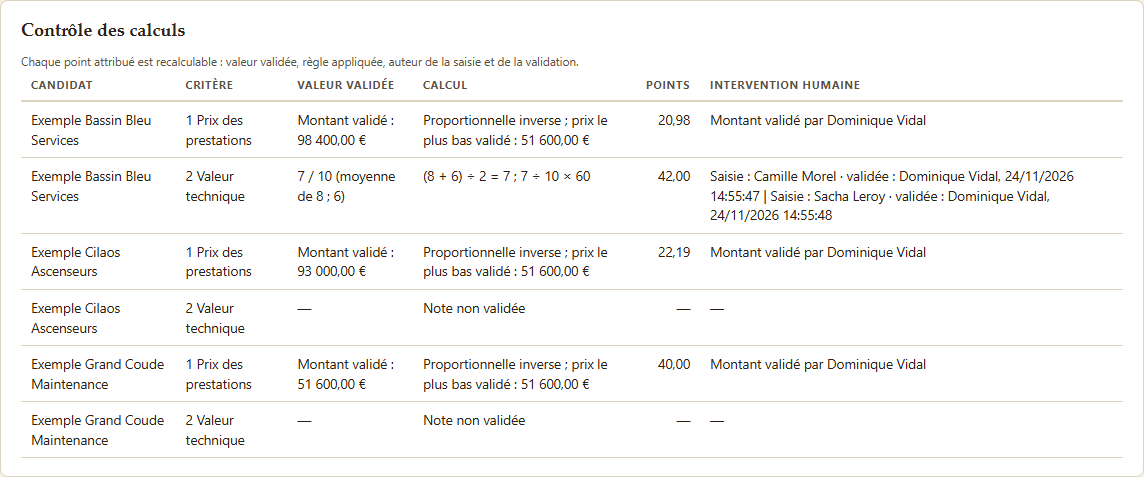 Contrôle des calculs
Chaque point attribué est recalculable : valeur validée, règle appliquée, auteur de la saisie et de la validation.
CANDIDAT CRITÈRE VALEUR VALIDÉE CALCUL POINTS INTERVENTION HUMAINE
Exemple Bassin Bleu 1 Prix des Montant validé : Proportionnelle inverse ; prix le 20,98 Montant validé par Dominique Vidal
Services prestations 98 400,00 € plus bas validé : 51 600,00 €
Exemple Bassin Bleu 2 Valeur 7 / 10 (moyenne (8 + 6) ÷ 2 = 7 ; 7 ÷ 10 × 60 42,00 Saisie : Camille Morel · validée : Dominique Vidal, 24/11/2026
Services technique de 8 ; 6) 14:55:47 | Saisie : Sacha Leroy · validée : Dominique Vidal,
24/11/2026 14:55:48
Exemple Cilaos 1 Prix des Montant validé : Proportionnelle inverse ; prix le 22,19 Montant validé par Dominique Vidal
Ascenseurs prestations 93 000,00 € plus bas validé : 51 600,00 €
Exemple Cilaos 2 Valeur — Note non validée — —
Ascenseurs technique
Exemple Grand Coude 1 Prix des Montant validé : Proportionnelle inverse ; prix le 40,00 Montant validé par Dominique Vidal
Maintenance prestations 51 600,00 € plus bas validé : 51 600,00 €
Exemple Grand Coude 2 Valeur — Note non validée — —
Maintenance technique